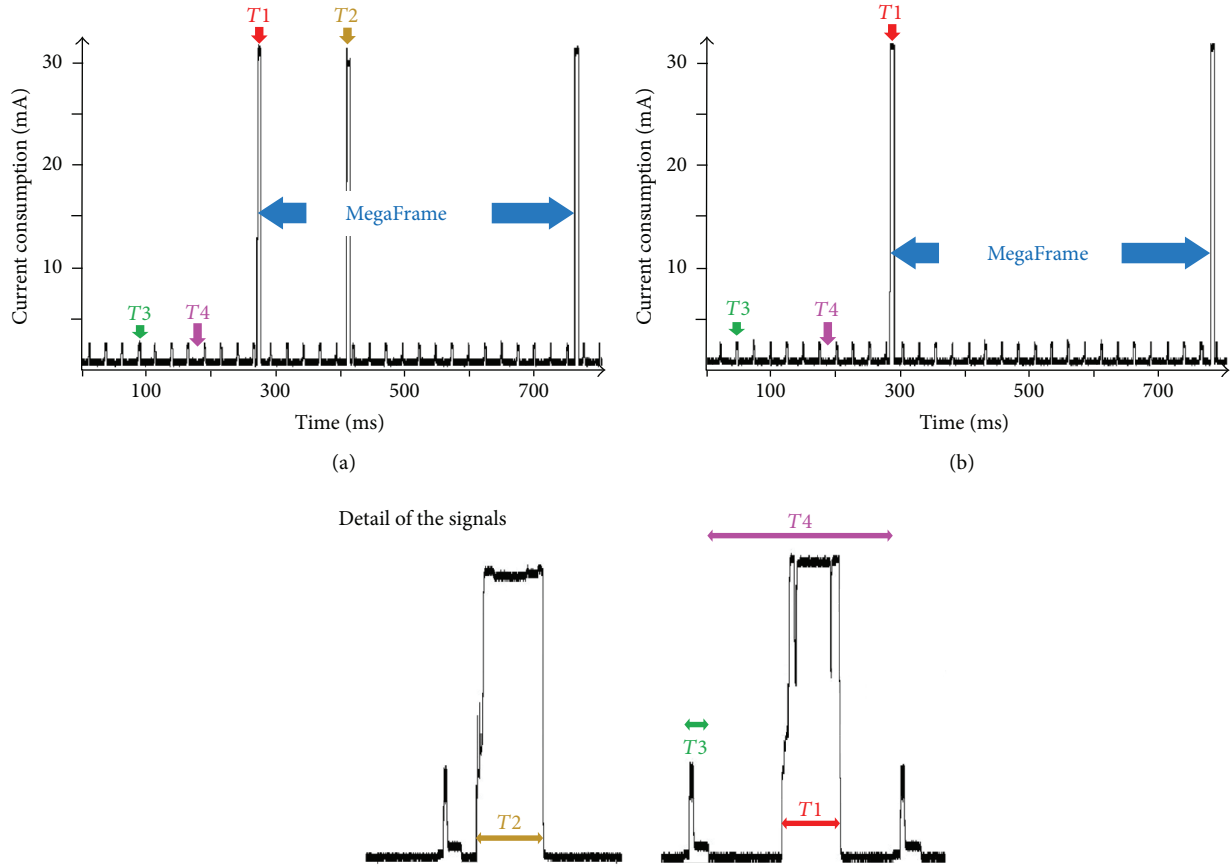 T1
T2
30
20
10
Current consumption (mA)
MegaFrame
T3
T4
100
300
500
700
Time (ms)
(a)
T1
30
20
10
Current consumption (mA)
MegaFrame
T3
T4
100
300
500
700
Time (ms)
(b)
Detail of the signals
T4
T3
T2
T1